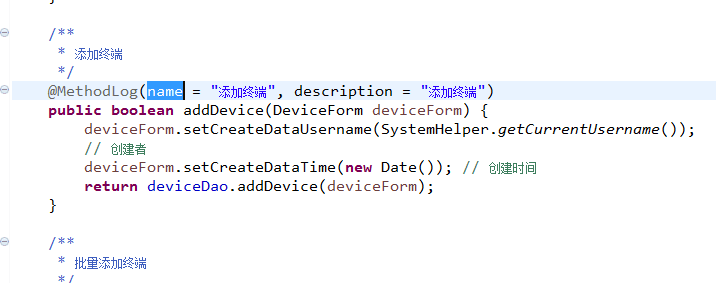 /**
* 添加终端
*/
@MethodLog(name = "添加终端", description = "添加终端")
public boolean addDevice(DeviceForm deviceForm) {
deviceForm.setCreateDataUsername(SystemHelper.getCurrentUsername());
// 创建者
deviceForm.setCreateDataTime(new Date()); // 创建时间
return deviceDao.addDevice(deviceForm);
}
/**
* 批量添加终端
*/